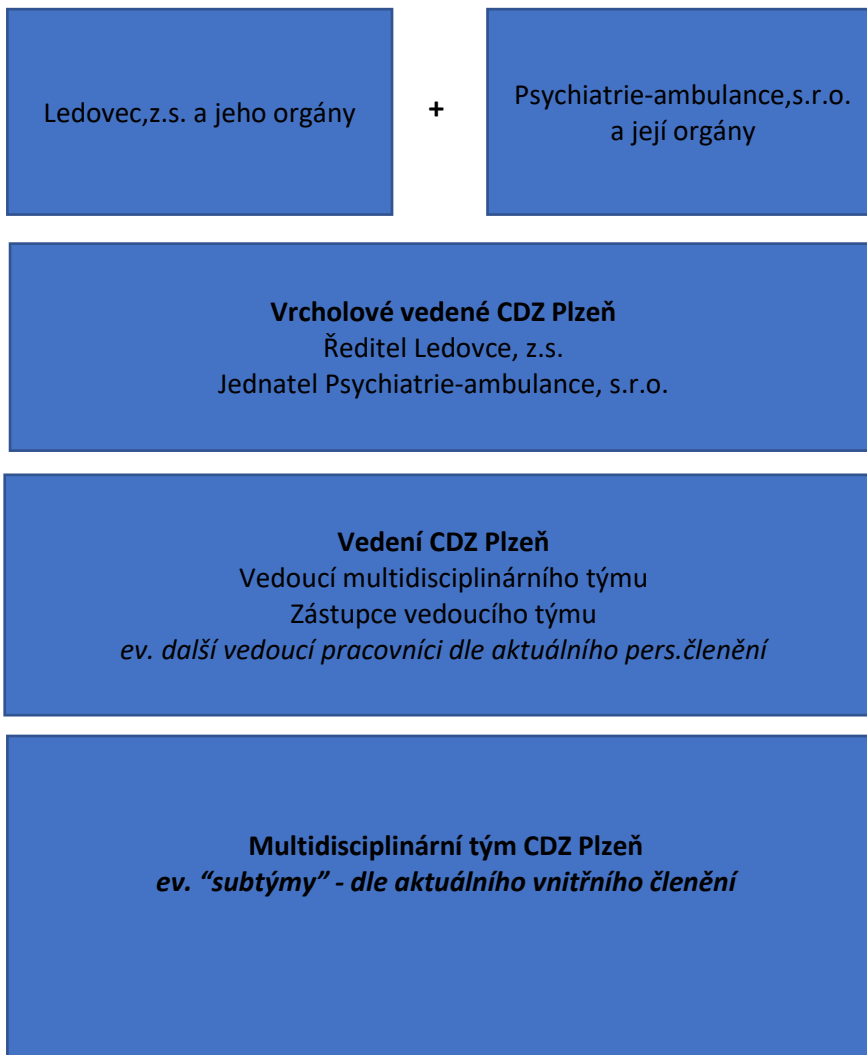 Ledovec,z.s. a jeho orgány
+
Psychiatrie-ambulance,s.r.o.
a její orgány
Vrcholové vedené CDZ Plzeň
Ředitel Ledovce, z.s.
Jednatel Psychiatrie-ambulance, s.r.o.
Vedení CDZ Plzeň
Vedoucí multidisciplinárního týmu
Zástupce vedoucího týmu
ev. další vedoucí pracovníci dle aktuálního pers.členění
Multidisciplinární tým CDZ Plzeň
ev. “subtýmy” - dle aktuálního vnitřního členění